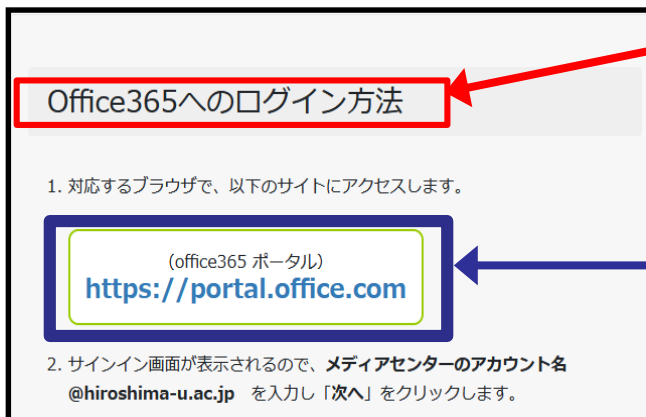 Office365へのログイン方法
1. 対応するブラウザで、以下のサイトにアクセスします。
(office365 ポータル)
https://portal.office.com
2. サインイン画面が表示されるので、メディアセンターのアカウント名
@hiroshima-u.ac.jp を入力し「次へ」をクリックします。